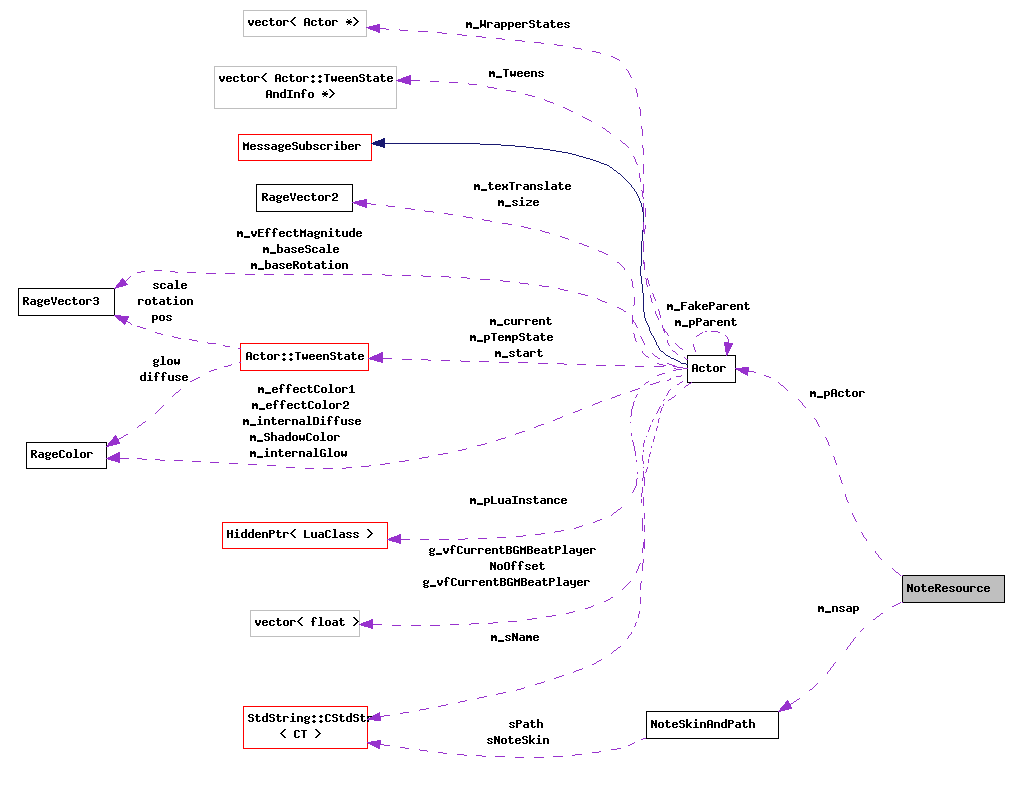 vector< Actor *>
m_WrapperStates
vector< Actor::TweenState
AndInfo *>
m_Tweens
MessageSubscriber
RageVector2
m_texTranslate
m_size
m_vEffectMagnitude
m_baseScale
m_baseRotation
RageVector3
scale
rotation
pos
m_FakeParent
m_pParent
m_current
m_pTempState
m_start
Actor::TweenState
Actor
glow
diffuse
m_effectColor1
m_effectColor2
m_internalDiffuse
m_ShadowColor
m_internalGlow
m_pActor
RageColor
m_pLuaInstance
HiddenPtr< LuaClass >
g_vfCurrentBGMBeatPlayer
NoOffset
g_vfCurrentBGMBeatPlayer
NoteResource
m_nsap
vector< float >
m_sName
StdString::CStdStr
< CT >
sPath
sNoteSkin
NoteSkinAndPath